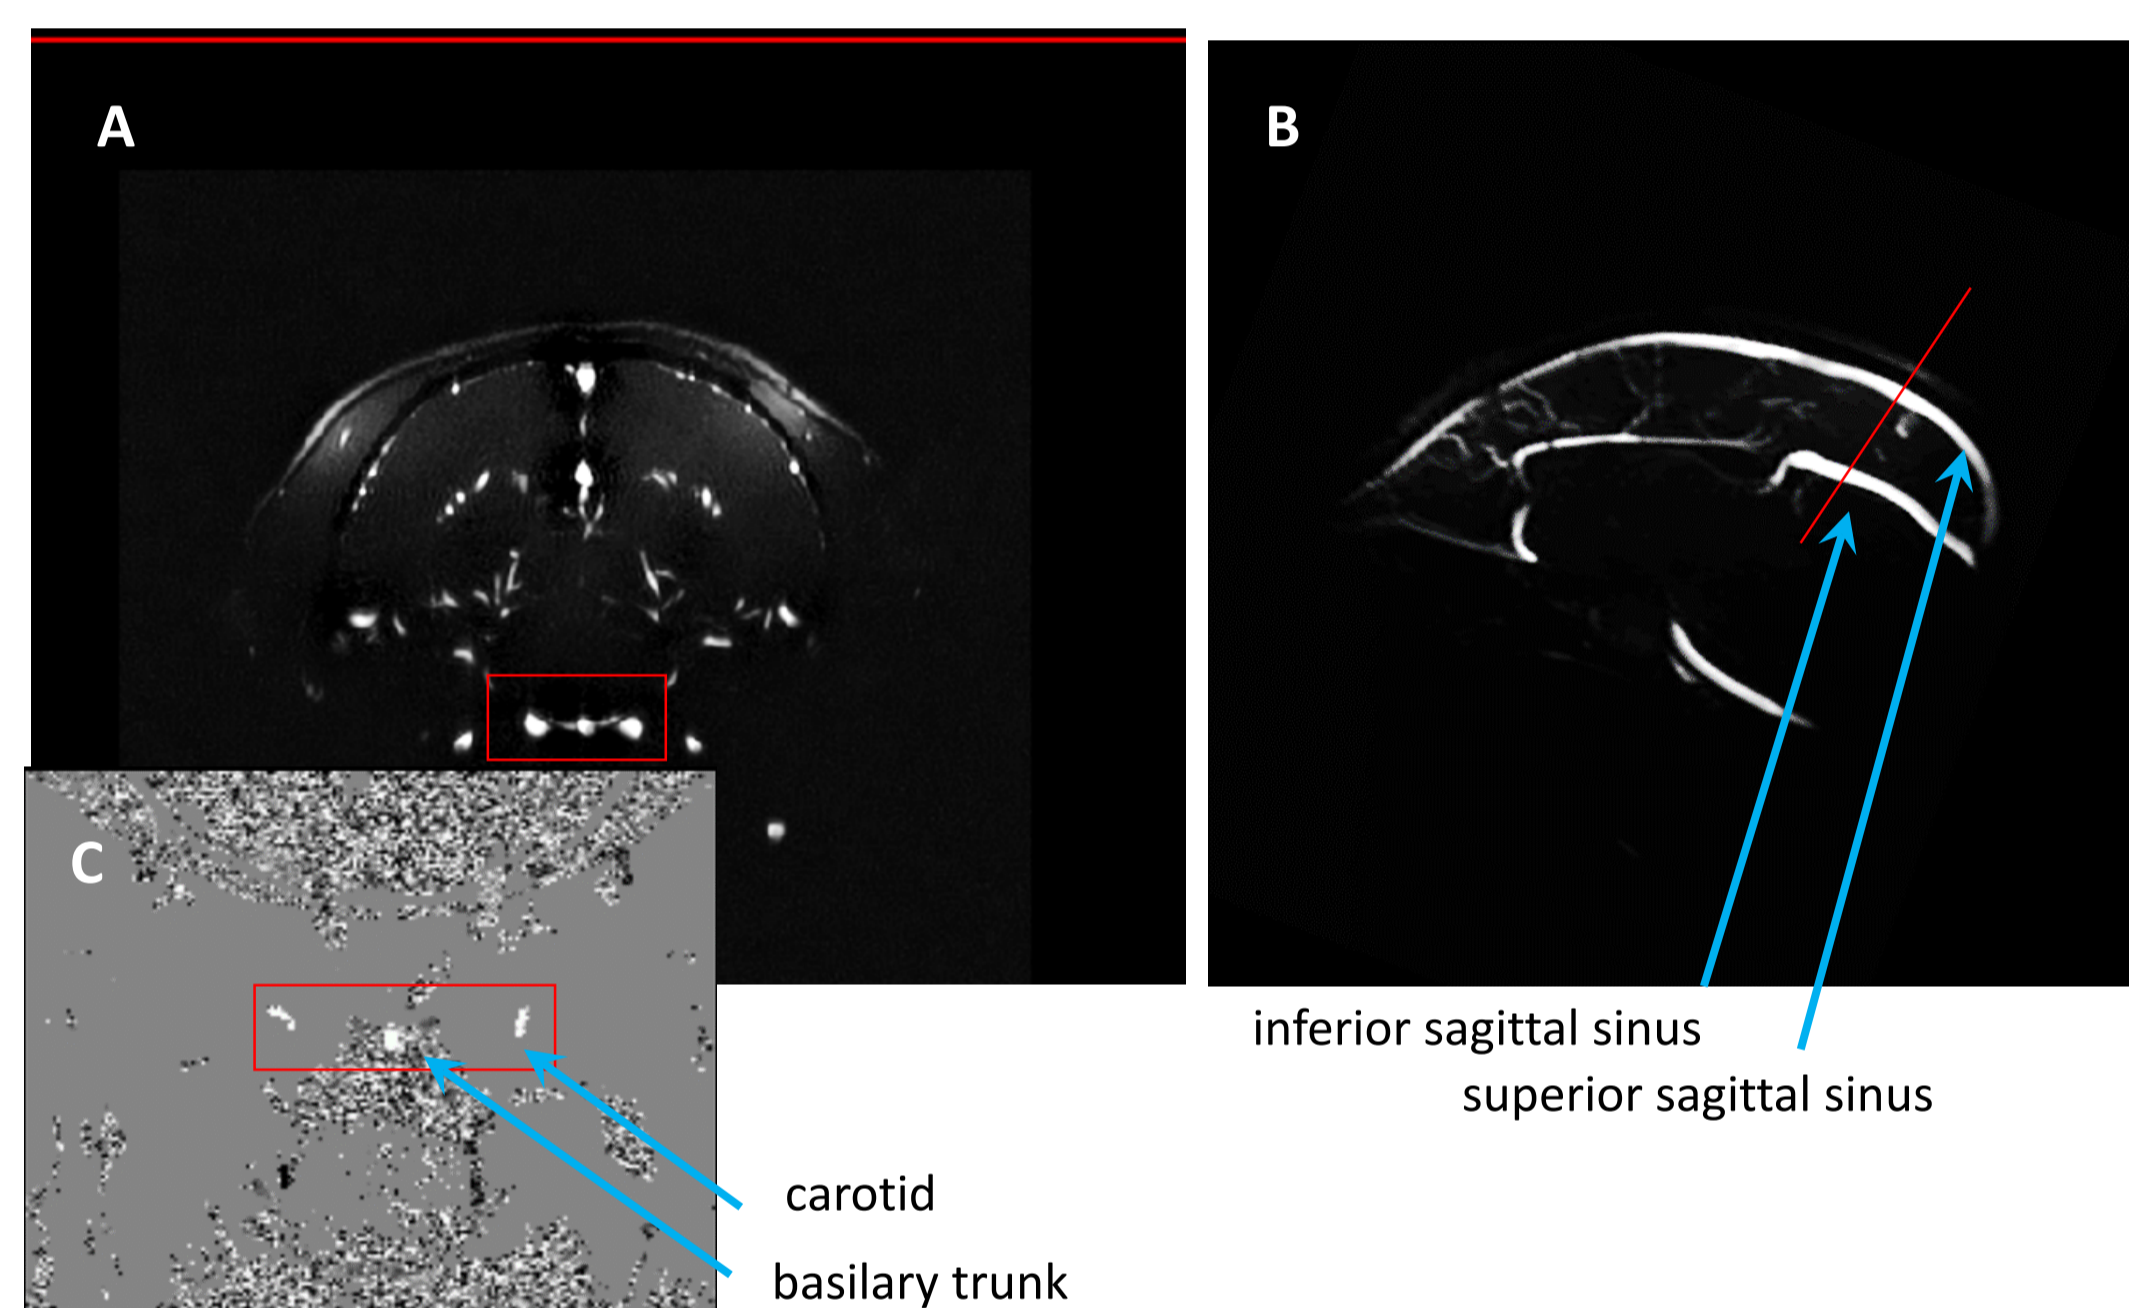 A
B
C
inferior sagittal sinus
superior sagittal sinus
carotid
basilary trunk